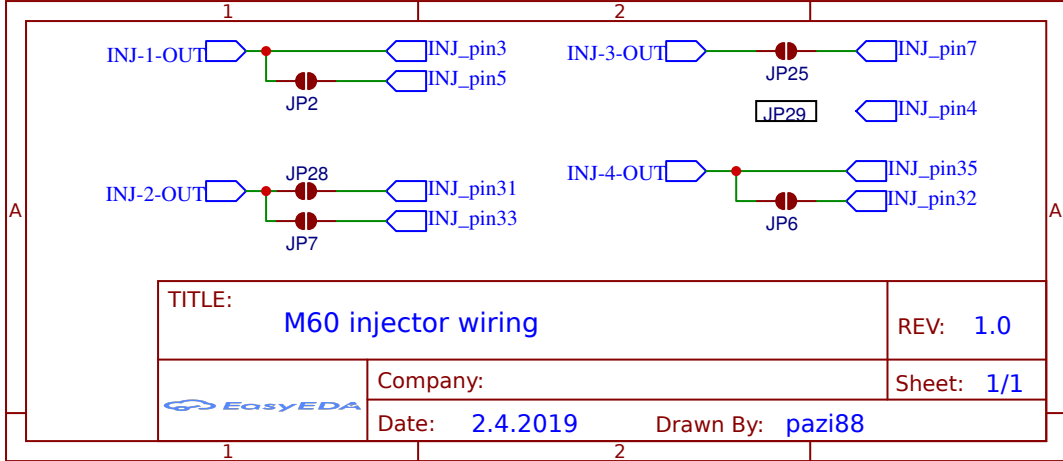 1 2
INJ-1-OUT INJ_pin3
INJ_pin5
JP2
INJ-3-OUT INJ_pin7
JP25
JP29 INJ_pin4
INJ-2-OUT JP28 INJ_pin31
INJ_pin33
JP7
INJ-4-OUT INJ_pin35
INJ_pin32
JP6
A A
TITLE:
M60 injector wiring
REV: 1.0
EasyEDA
Company:
Sheet: 1/1
Date: 2.4.2019 Drawn By: pazi88
1 2